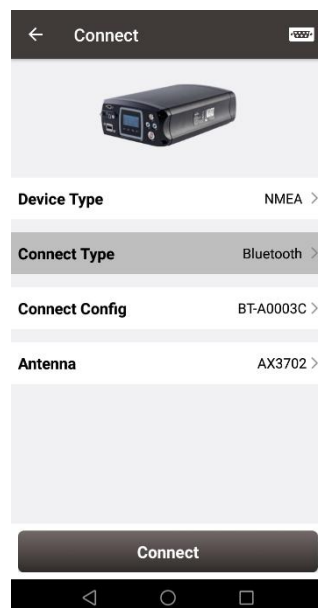 Connect
Device Type NMEA >
Connect Type Bluetooth >
Connect Config BT-A0003C >
Antenna AX3702 >
Connect